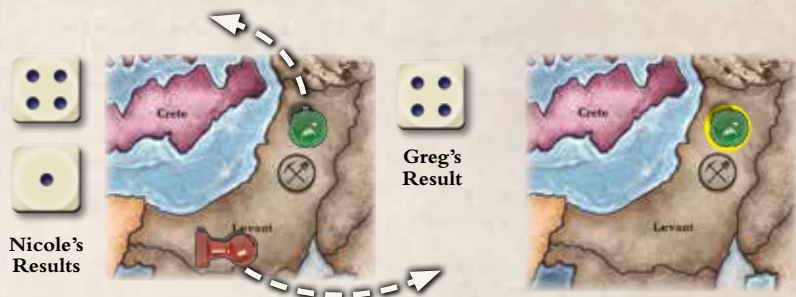 Crete
Levant
Nicole's
Results
Greg's
Result
Crete
Levant